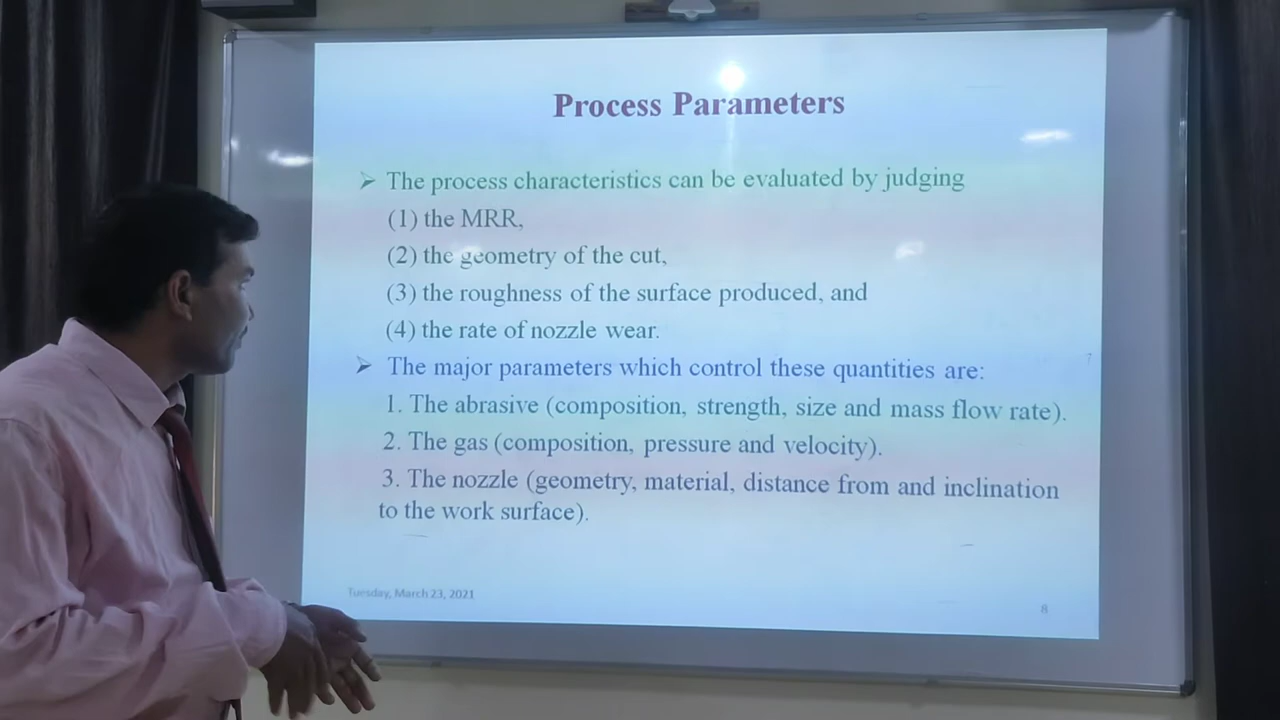 Process Parameters
➢ The process characteristics can be evaluated by judging
(1) the MRR,
(2) the geometry of the cut,
(3) the roughness of the surface produced, and
(4) the rate of nozzle wear.
➢ The major parameters which control these quantities are:
1. The abrasive (composition, strength, size and mass flow rate).
2. The gas (composition, pressure and velocity).
3. The nozzle (geometry, material, distance from and inclination
to the work surface).
Tuesday, March 23, 2021
8